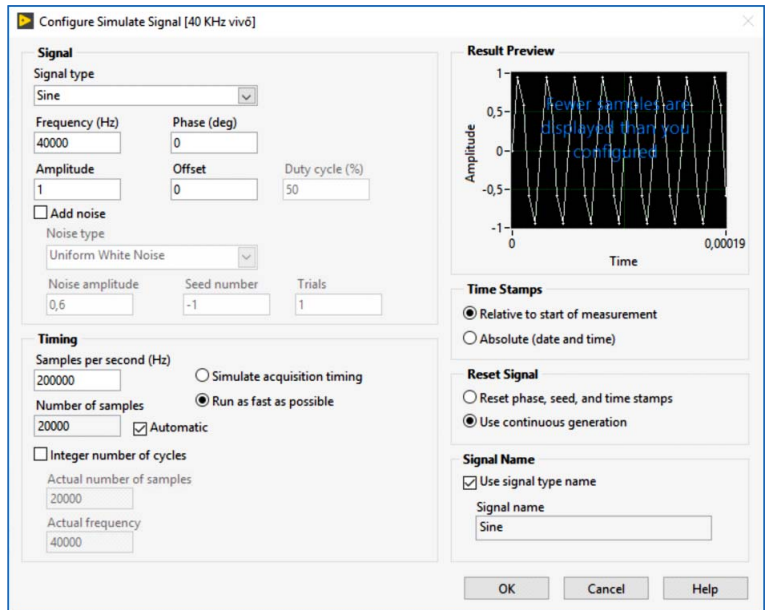 Configure Simulate Signal [40 KHz vivő]
Signal
Signal type
Sine
Frequency (Hz)
Phase (deg)
40000
0
Amplitude
Offset
Duty cycle (%)
1
0
50
Add noise
Noise type
Uniform White Noise
Noise amplitude
Seed number
Trials
0,6
-1
1
Timing
Samples per second (Hz)
200000
Simulate acquisition timing
Run as fast as possible
Number of samples
20000
Automatic
Integer number of cycles
Actual number of samples
20000
Actual frequency
40000
Result Preview
Amplitude
1
0,5
0
-0,5
-1
Fewer samples are
displayed than you
configured
0
0,00019
Time
Time Stamps
Relative to start of measurement
Absolute (date and time)
Reset Signal
Reset phase, seed, and time stamps
Use continuous generation
Signal Name
Use signal type name
Signal name
Sine
OK
Cancel
Help